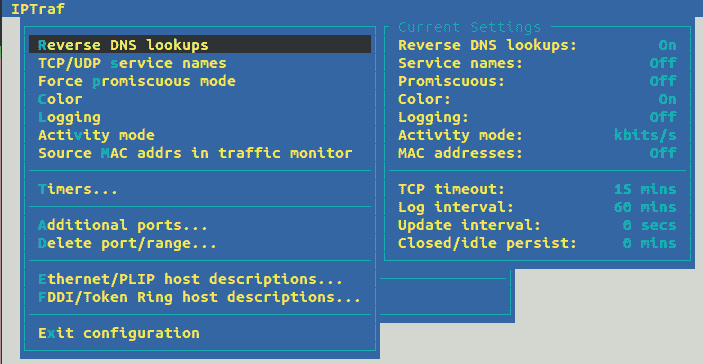 IPTraf
Reverse DNS lookups
TCP/UDP service names
Force promiscuous mode
Color
Logging
Activity mode
Source MAC addrs in traffic monitor
Timers...
Additional ports...
Delete port/range...
Ethernet/PLIP host descriptions...
FDDI/Token Ring host descriptions...
Exit configuration
Current Settings
Reverse DNS lookups: On
Service names: Off
Promiscuous: Off
Color: On
Logging: Off
Activity mode: kbits/s
MAC addresses: Off
TCP timeout: 15 mins
Log interval: 60 mins
Update interval: 0 secs
Closed/idle persist: 0 mins